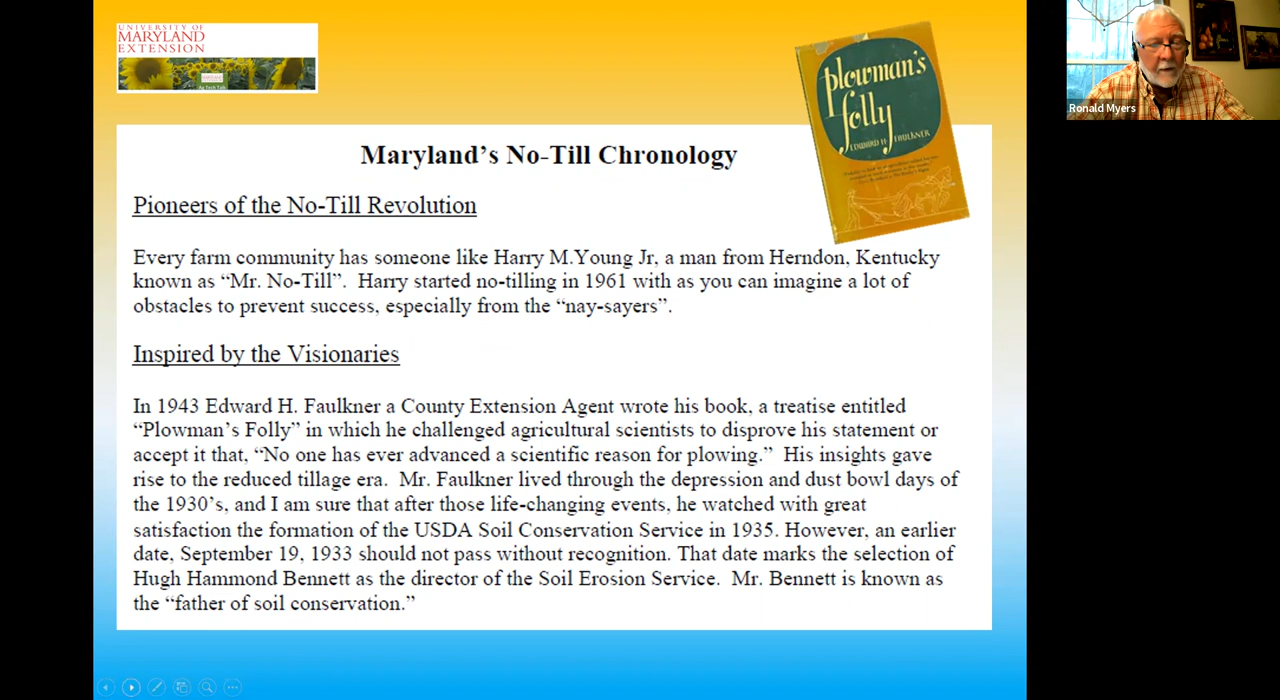 UNIVERSITY OF
MARYLAND
EXTENSION
Ag Tech Talk
plowman's
folly
EDWARD H. FAULKNER
Ronald Myers
Maryland's No-Till Chronology
Pioneers of the No-Till Revolution
Every farm community has someone like Harry M.Young Jr, a man from Herndon, Kentucky
known as “Mr. No-Till”.  Harry started no-tilling in 1961 with as you can imagine a lot of
obstacles to prevent success, especially from the “nay-sayers”.
Inspired by the Visionaries
In 1943 Edward H. Faulkner a County Extension Agent wrote his book, a treatise entitled
“Plowman’s Folly” in which he challenged agricultural scientists to disprove his statement or
accept it that, “No one has ever advanced a scientific reason for plowing.”  His insights gave
rise to the reduced tillage era.  Mr. Faulkner lived through the depression and dust bowl days of
the 1930’s, and I am sure that after those life-changing events, he watched with great
satisfaction the formation of the USDA Soil Conservation Service in 1935. However, an earlier
date, September 19, 1933 should not pass without recognition. That date marks the selection of
Hugh Hammond Bennett as the director of the Soil Erosion Service.  Mr. Bennett is known as
the “father of soil conservation.”